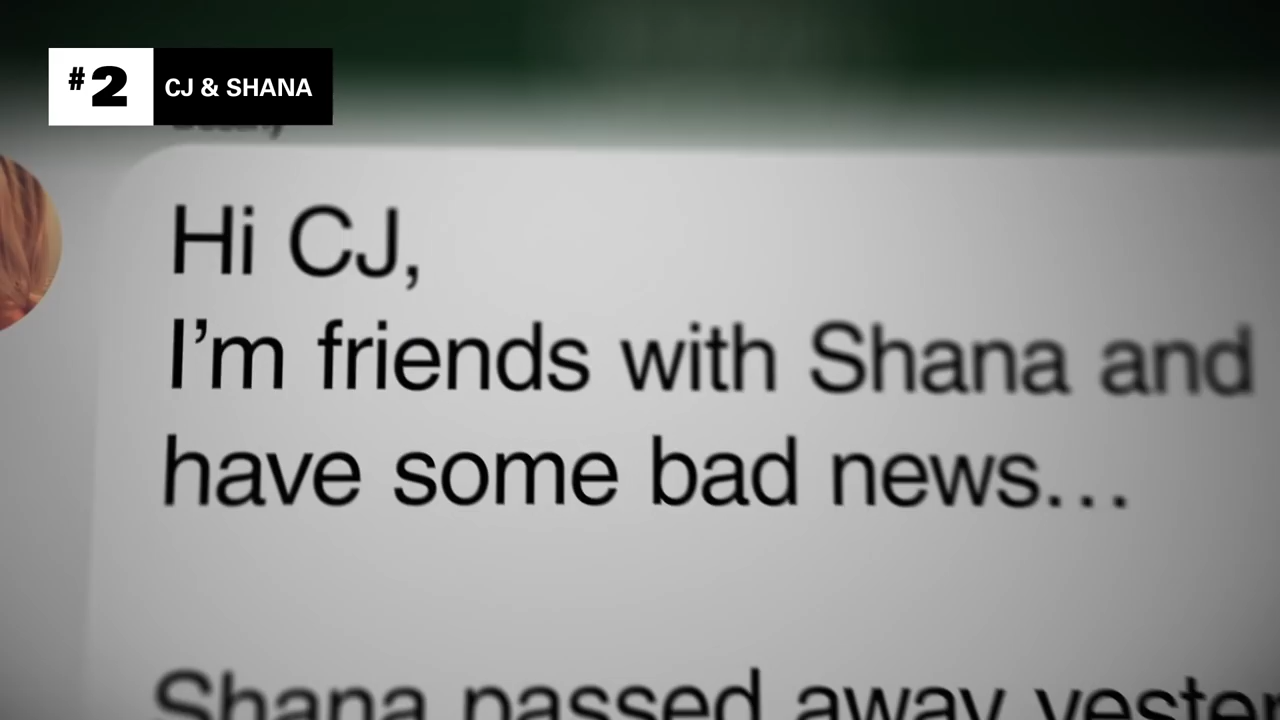 #2 CJ & SHANA
Hi CJ,
I’m friends with Shana and
have some bad news…
Shana passed away